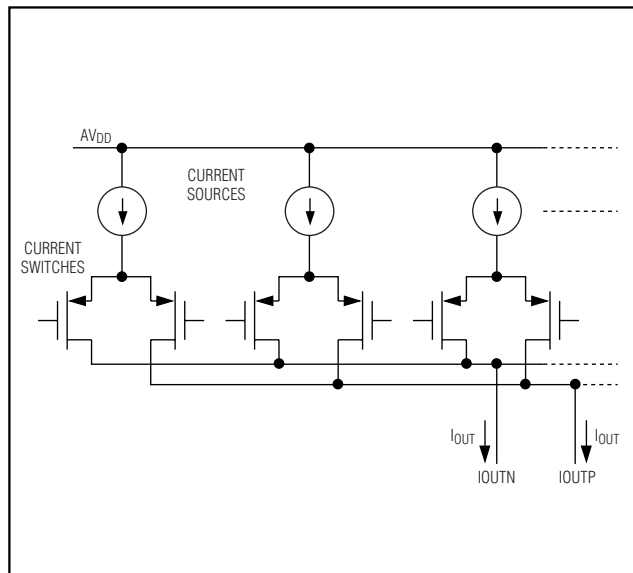 AVDD
CURRENT
SOURCES
CURRENT
SWITCHES
IOUT
IOUT
IOUTN
IOUTP